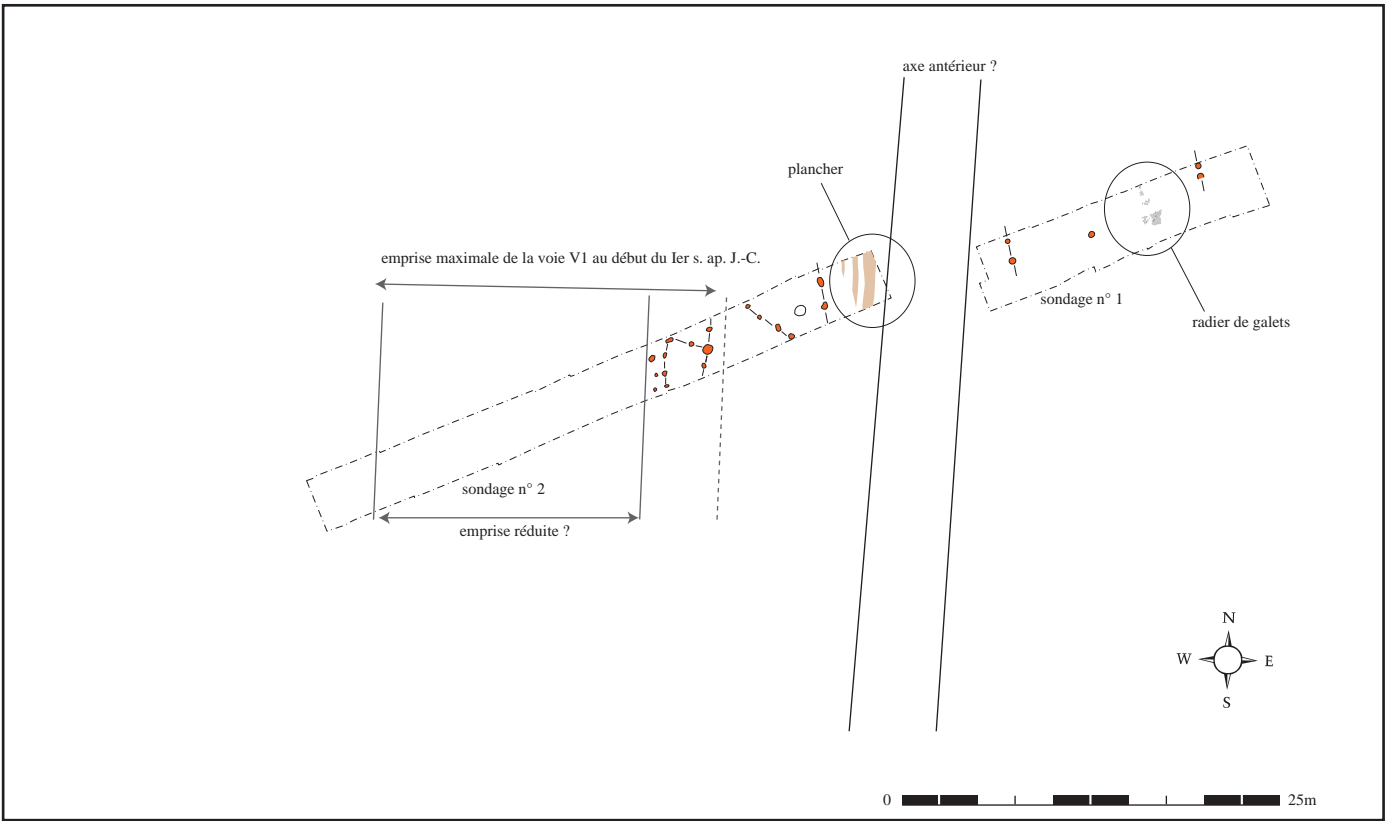 axe antérieur ?
plancher
emprise maximale de la voie V1 au début du Ier s. ap. J.-C.
sondage n° 1
radier de galets
sondage n° 2
emprise réduite ?
N
W
E
S
0
25m